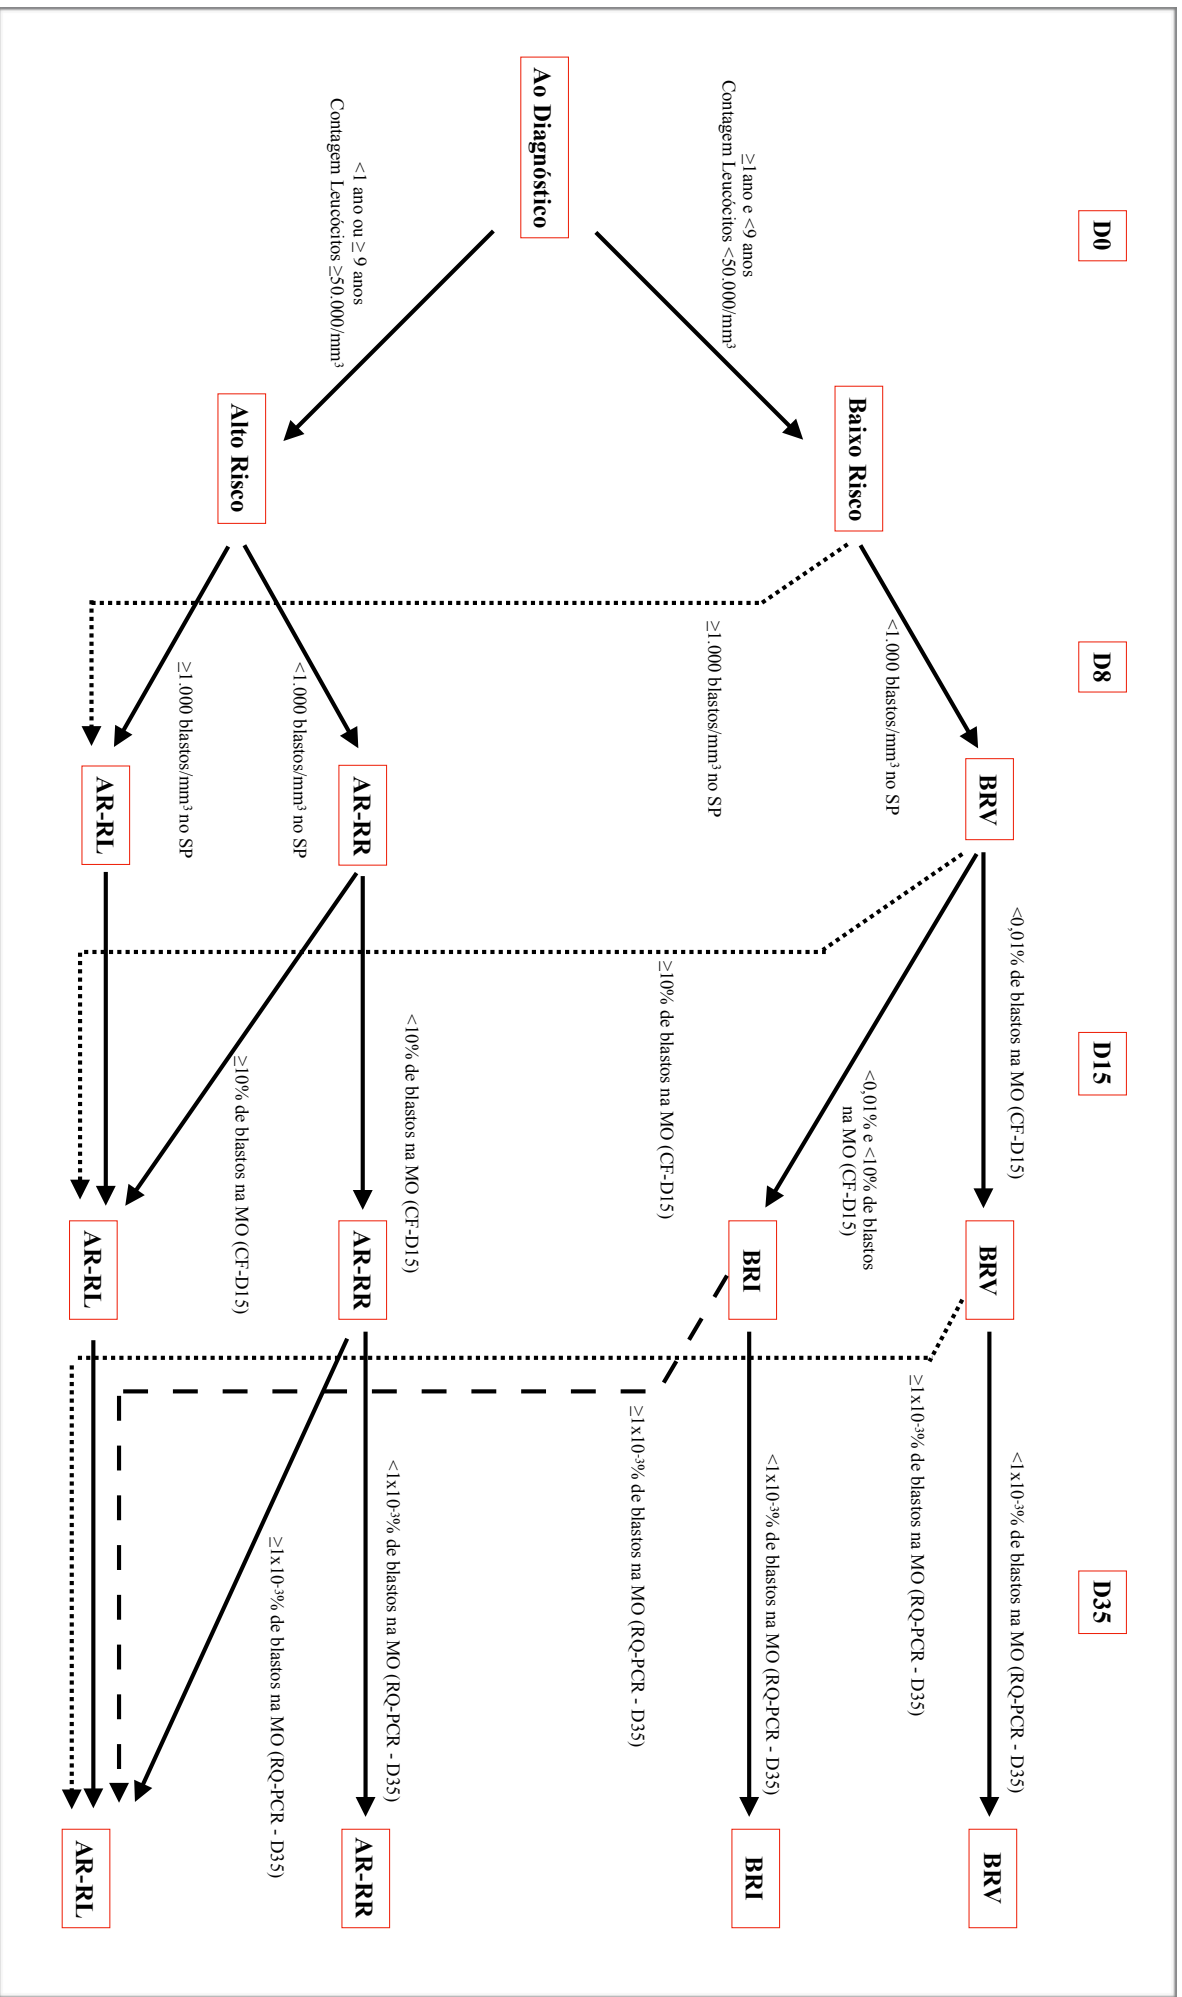 D0
D8
D15
D35
Ao Diagnóstico
≥1ano e <9 anos
Contagem Leucócitos <50.000/mm³
<1 ano ou ≥ 9 anos
Contagem Leucócitos ≥50.000/mm³
Baixo Risco
Alto Risco
<1.000 blastos/mm³ no SP
≥1.000 blastos/mm³ no SP
<1.000 blastos/mm³ no SP
≥1.000 blastos/mm³ no SP
BRV
AR-RR
AR-RL
<0,01% de blastos na MO (CF-D15)
<0,01% e <10% de blastos
na MO (CF-D15)
≥10% de blastos na MO (CF-D15)
<10% de blastos na MO (CF-D15)
≥10% de blastos na MO (CF-D15)
BRV
BRI
AR-RR
AR-RL
<1x10⁻³% de blastos na MO (RQ-PCR - D35)
≥1x10⁻³% de blastos na MO (RQ-PCR - D35)
<1x10⁻³% de blastos na MO (RQ-PCR - D35)
≥1x10⁻³% de blastos na MO (RQ-PCR - D35)
<1x10⁻³% de blastos na MO (RQ-PCR - D35)
≥1x10⁻³% de blastos na MO (RQ-PCR - D35)
BRV
BRI
AR-RR
AR-RL